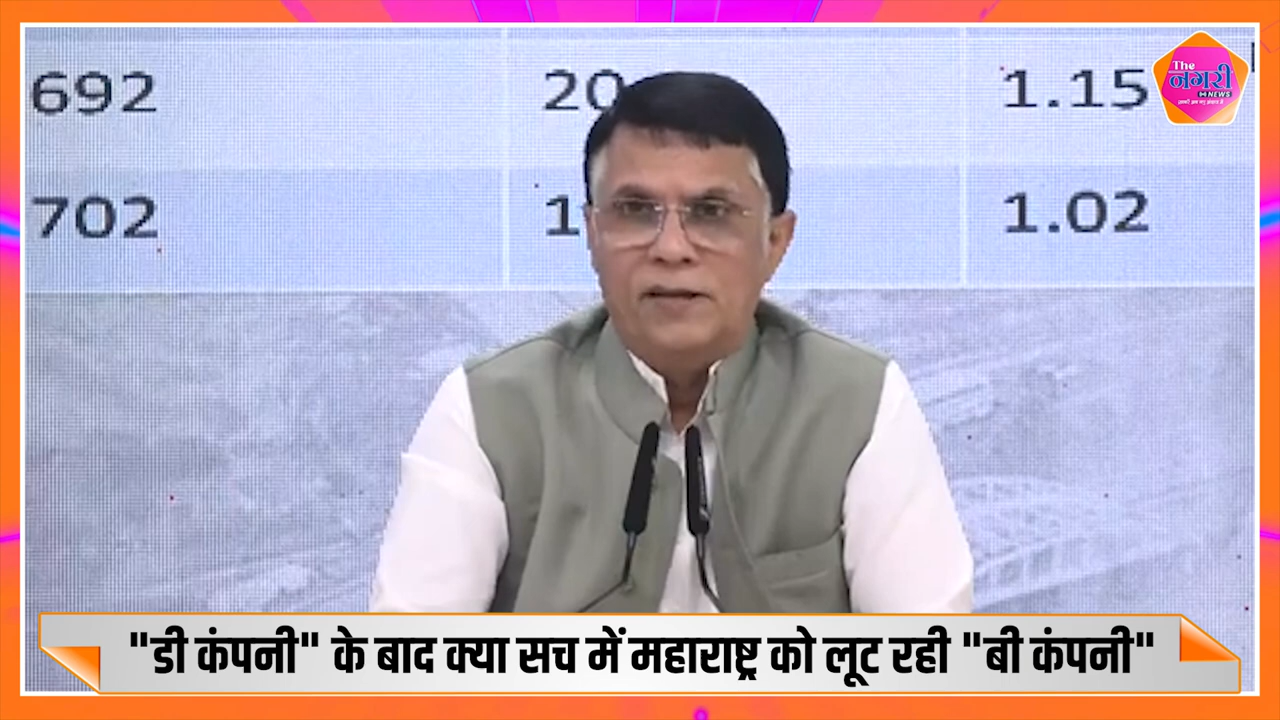 692
20
1.15
702
1
1.02
The
नगरी
NEWS
"डी कंपनी" के बाद क्या सच में महाराष्ट्र को लूट रही "बी कंपनी"